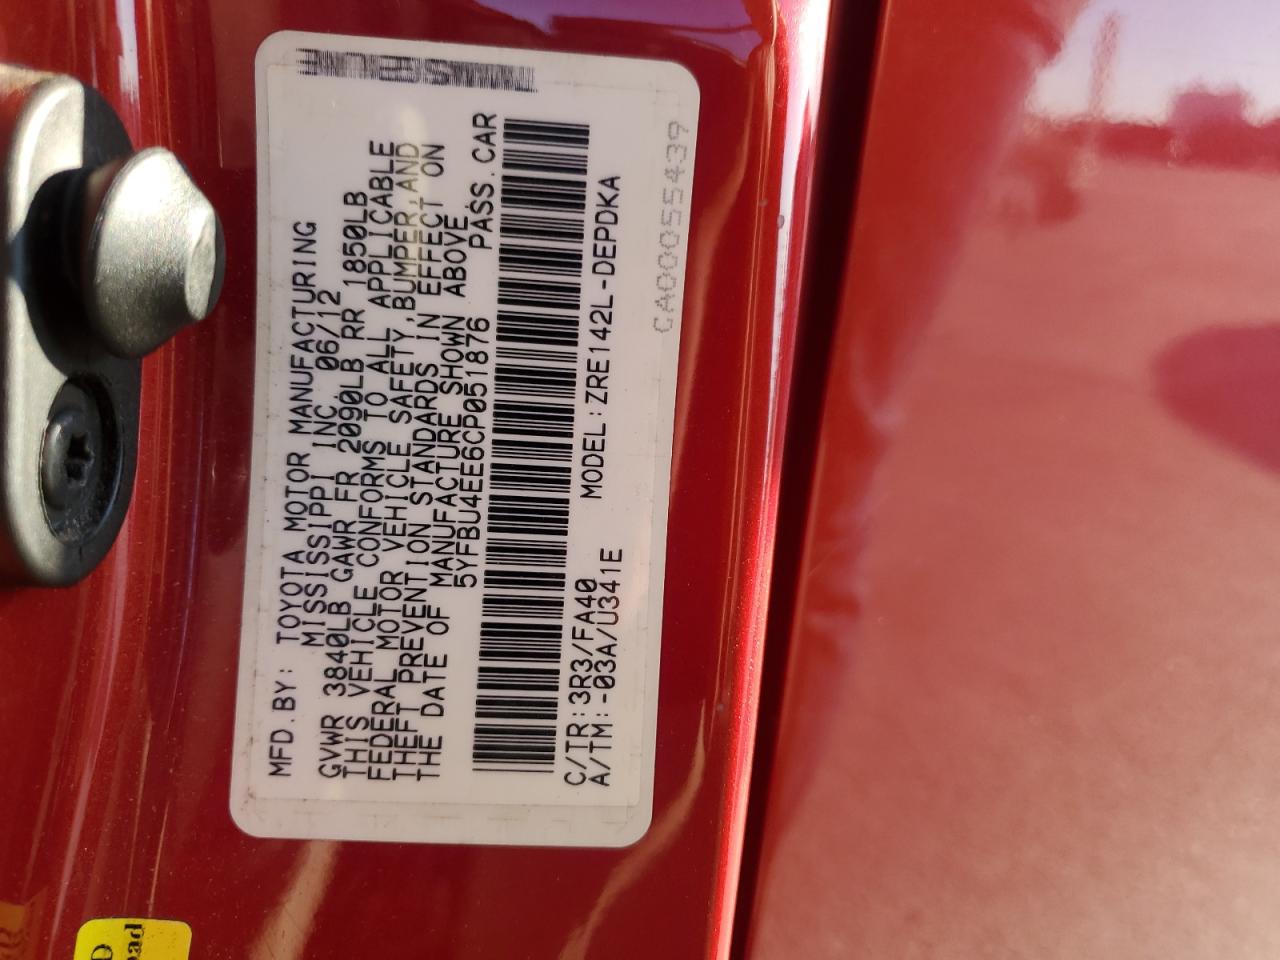 MFD.BY: TOYOTA MOTOR MANUFACTURING
MISSISSIPPI INC 06/12
GVWR 3840LB GAWR FR 2090LB RR 1850LB
THIS VEHICLE CONFORMS TO ALL APPLICABLE
FEDERAL MOTOR VEHICLE SAFETY,BUMPER,AND
THEFT PREVENTION STANDARDS IN EFFECT ON
THE DATE OF MANUFACTURE SHOWN ABOVE.
5YFBU4EE6CP051876 PASS.CAR
C/TR:3R3/FA40 MODEL:ZRE142L-DEPDKA
A/TM:-03A/U341E
CA00055439